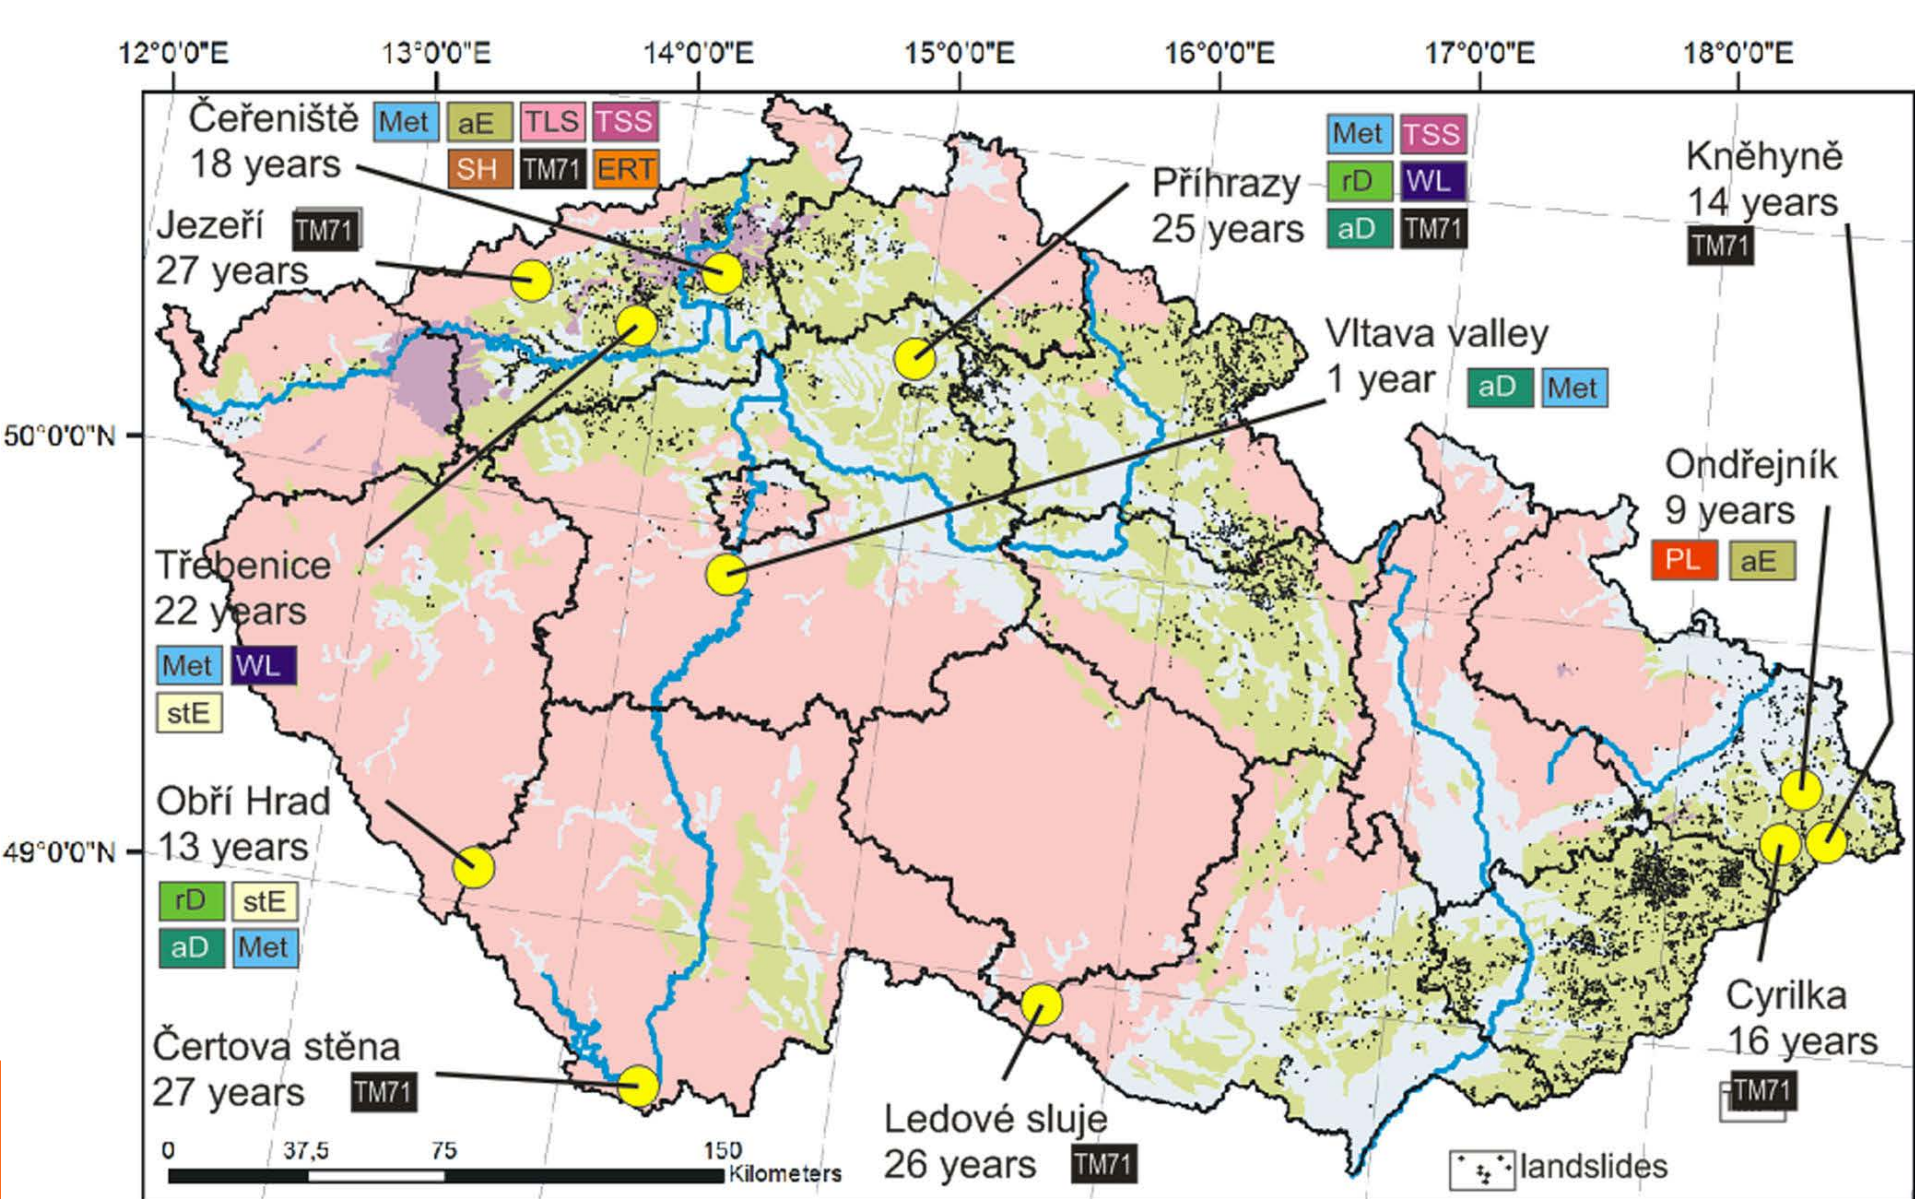 12°0'0"E 13°0'0"E 14°0'0"E 15°0'0"E 16°0'0"E 17°0'0"E 18°0'0"E
50°0'0"N
49°0'0"N
Čeřeniště Met aE TLS TSS
18 years SH TM71 ERT
Jezeří TM71
27 years
Příhrazy
25 years
Met TSS
rD WL
aD TM71
Kněhyně
14 years
TM71
Vltava valley
1 year aD Met
Ondřejník
9 years
PL aE
Třebenice
22 years
Met WL
stE
Obří Hrad
13 years
rD stE
aD Met
Čertova stěna
27 years TM71
Ledové sluje
26 years TM71
Cyrilka
16 years
TM71
0 37,5 75 150
Kilometers
landslides